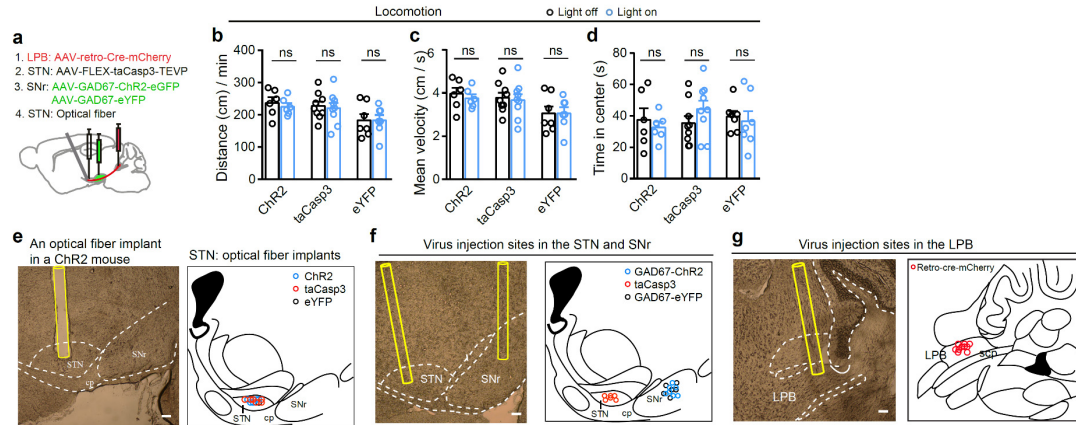 Locomotion
Light off
Light on
a
1. LPB: AAV-retro-Cre-mCherry
2. STN: AAV-FLEX-taCasp3-TEVP
3. SNr: AAV-GAD67-ChR2-eGFP
AAV-GAD67-eYFP
4. STN: Optical fiber
b
Distance (cm) / min
400
300
200
100
0
ns
ns
ns
ChR2
taCasp3
eYFP
c
Mean velocity (cm / s)
6
4
2
0
ns
ns
ns
ChR2
taCasp3
eYFP
d
Time in center (s)
80
60
40
20
0
ns
ns
ns
ChR2
taCasp3
eYFP
e
An optical fiber implant
in a ChR2 mouse
STN
SNr
cp
STN: optical fiber implants
ChR2
taCasp3
eYFP
STN
cp
SNr
f
Virus injection sites in the STN and SNr
STN
SNr
GAD67-ChR2
taCasp3
GAD67-eYFP
STN
cp
SNr
g
Virus injection sites in the LPB
LPB
Retro-cre-mCherry
LPB
scp